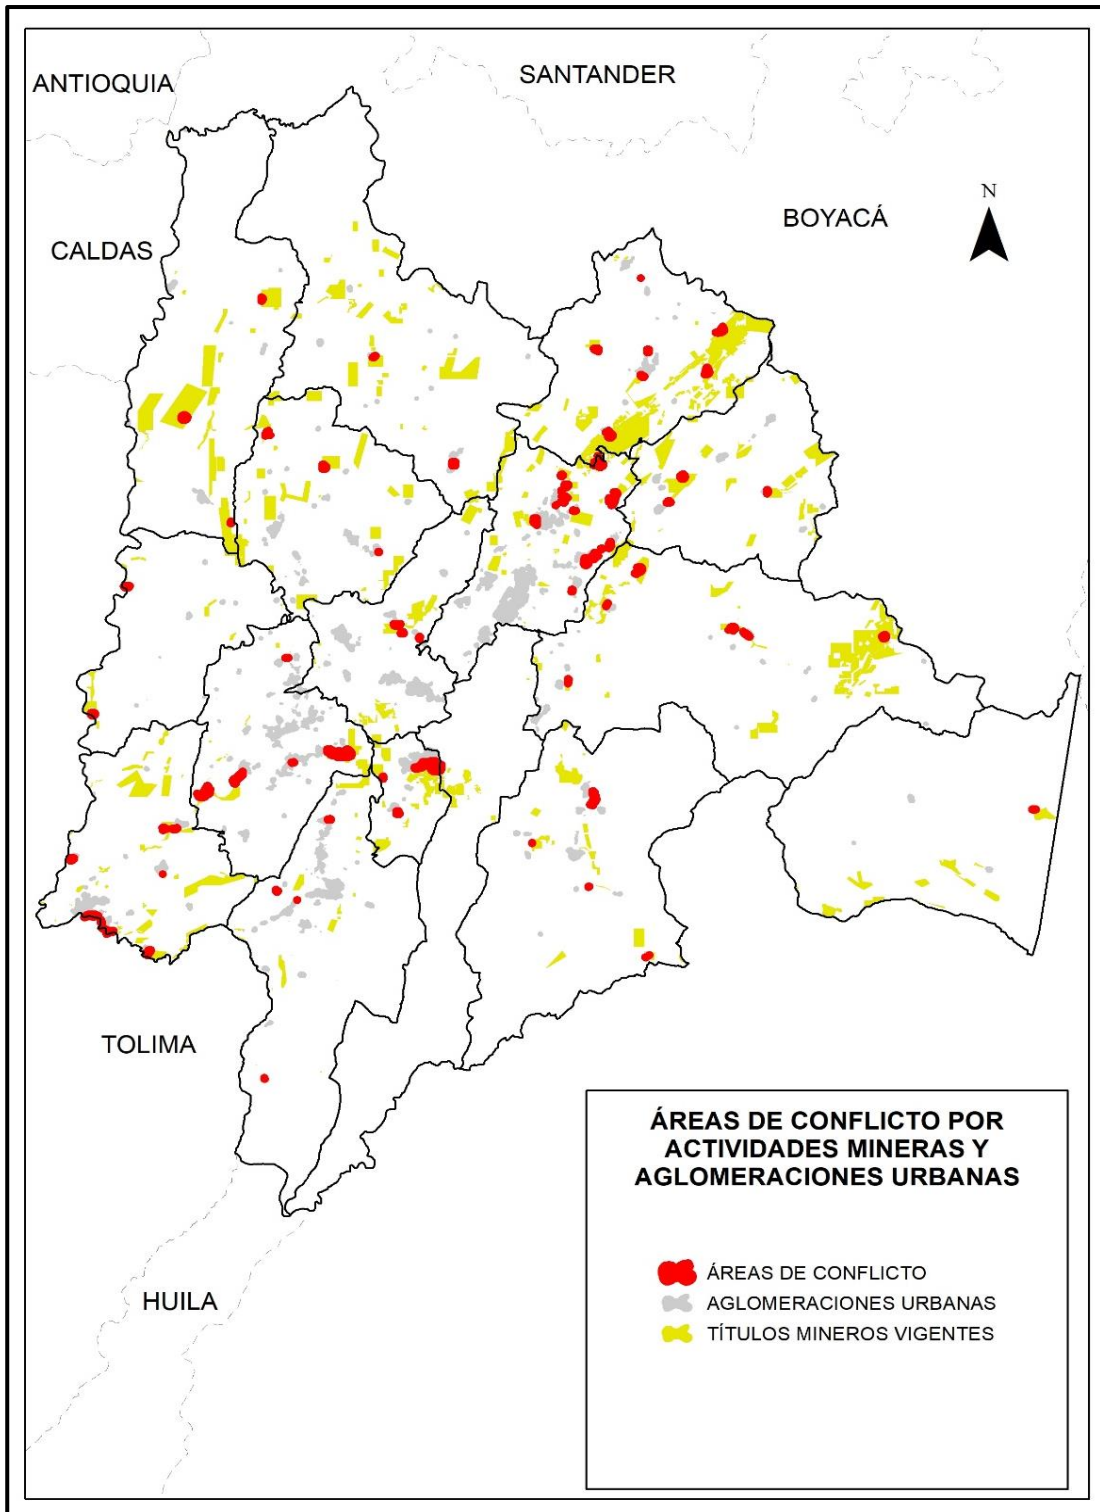 SANTANDER
ANTIOQUIA
N
BOYACÁ
CALDAS
TOLIMA
ÁREAS DE CONFLICTO POR
ACTIVIDADES MINERAS Y
AGLOMERACIONES URBANAS
ÁREAS DE CONFLICTO
AGLOMERACIONES URBANAS
TÍTULOS MINEROS VIGENTES
HUILA